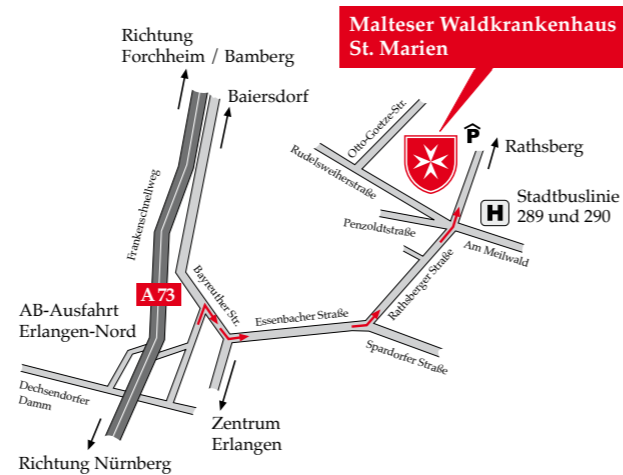 Malteser Waldkrankenhaus
St. Marien
Richtung
Forchheim / Bamberg
Baiersdorf
Otto-Goetze-Str.
P
Rathsberg
Rudelsweiherstraße
Frankenschnellweg
Penzoldtstraße
H
Stadtbuslinie
289 und 290
Am Meilwald
Bayreuther Str.
Rathsberger Straße
A 73
AB-Ausfahrt
Erlangen-Nord
Essenbacher Straße
Spardorfer Straße
Dechsendorfer
Damm
Zentrum
Erlangen
Richtung Nürnberg